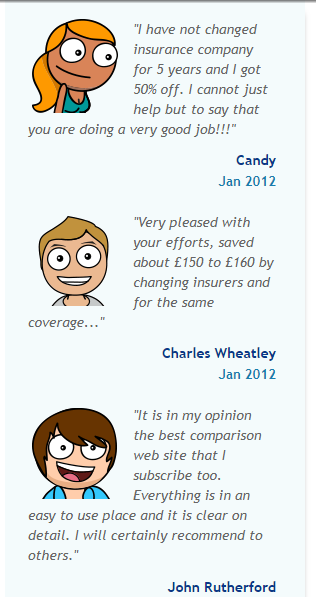 "I have not changed
insurance company
for 5 years and I got
50% off. I cannot just
help but to say that
you are doing a very good job!!!"
Candy
Jan 2012
"Very pleased with
your efforts, saved
about £150 to £160 by
changing insurers and
for the same
coverage..."
Charles Wheatley
Jan 2012
"It is in my opinion
the best comparison
web site that I
subscribe too.
Everything is in an
easy to use place and it is clear on
detail. I will certainly recommend to
others."
John Rutherford